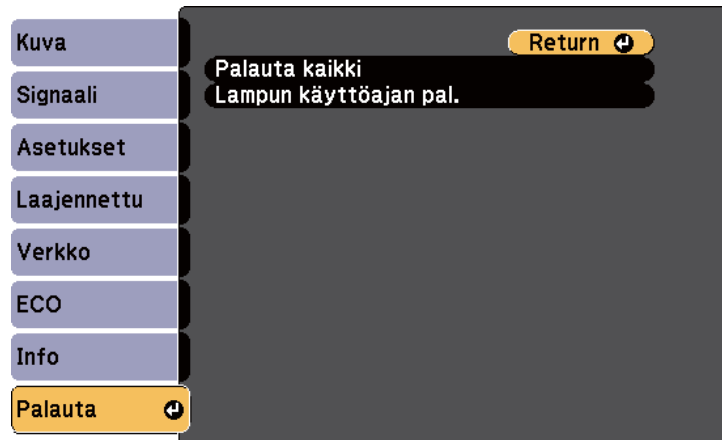 Kuva
Signaali
Asetukset
Laajennettu
Verkko
ECO
Info
Palauta
Return
Palauta kaikki
Lampun käyttöajan pal.